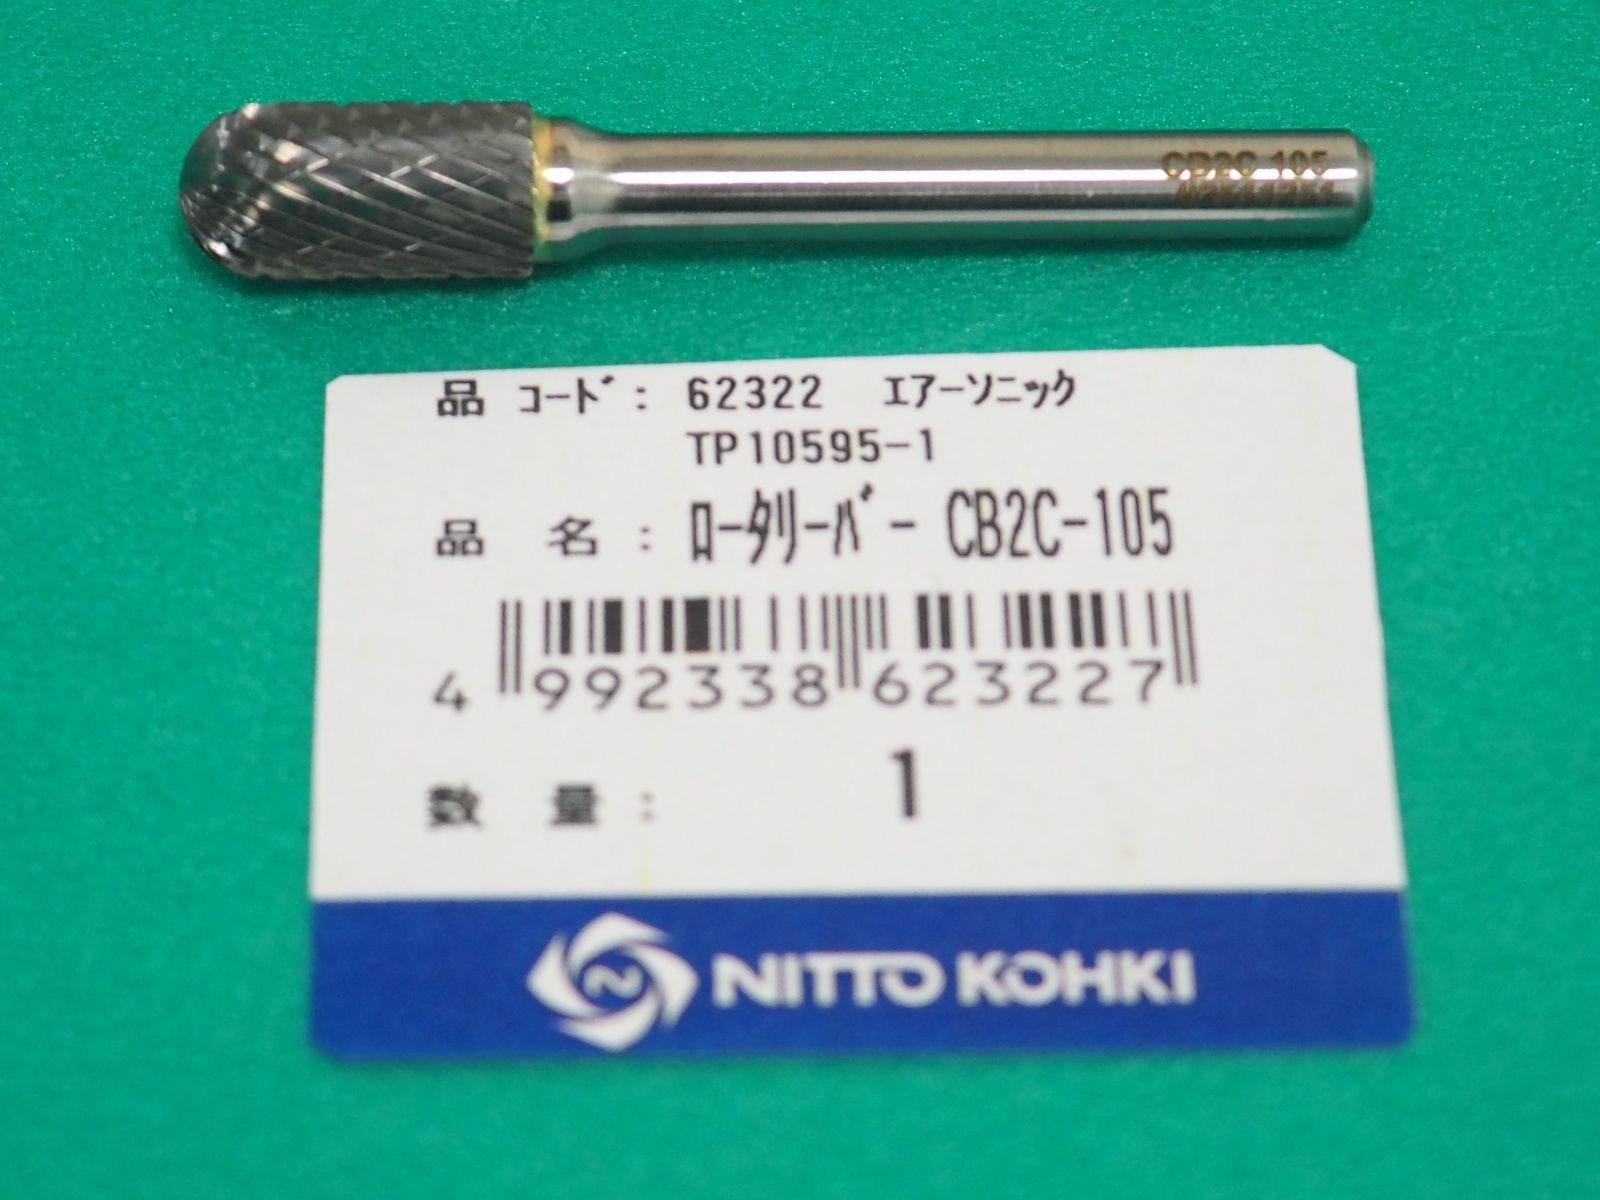 CB2C 105
品 コード: 62322 エアーソニック
TP10595-1
品 名: ロータリーバー CB2C-105
4 992338 623227
数 量: 1
NITTO KOHKI